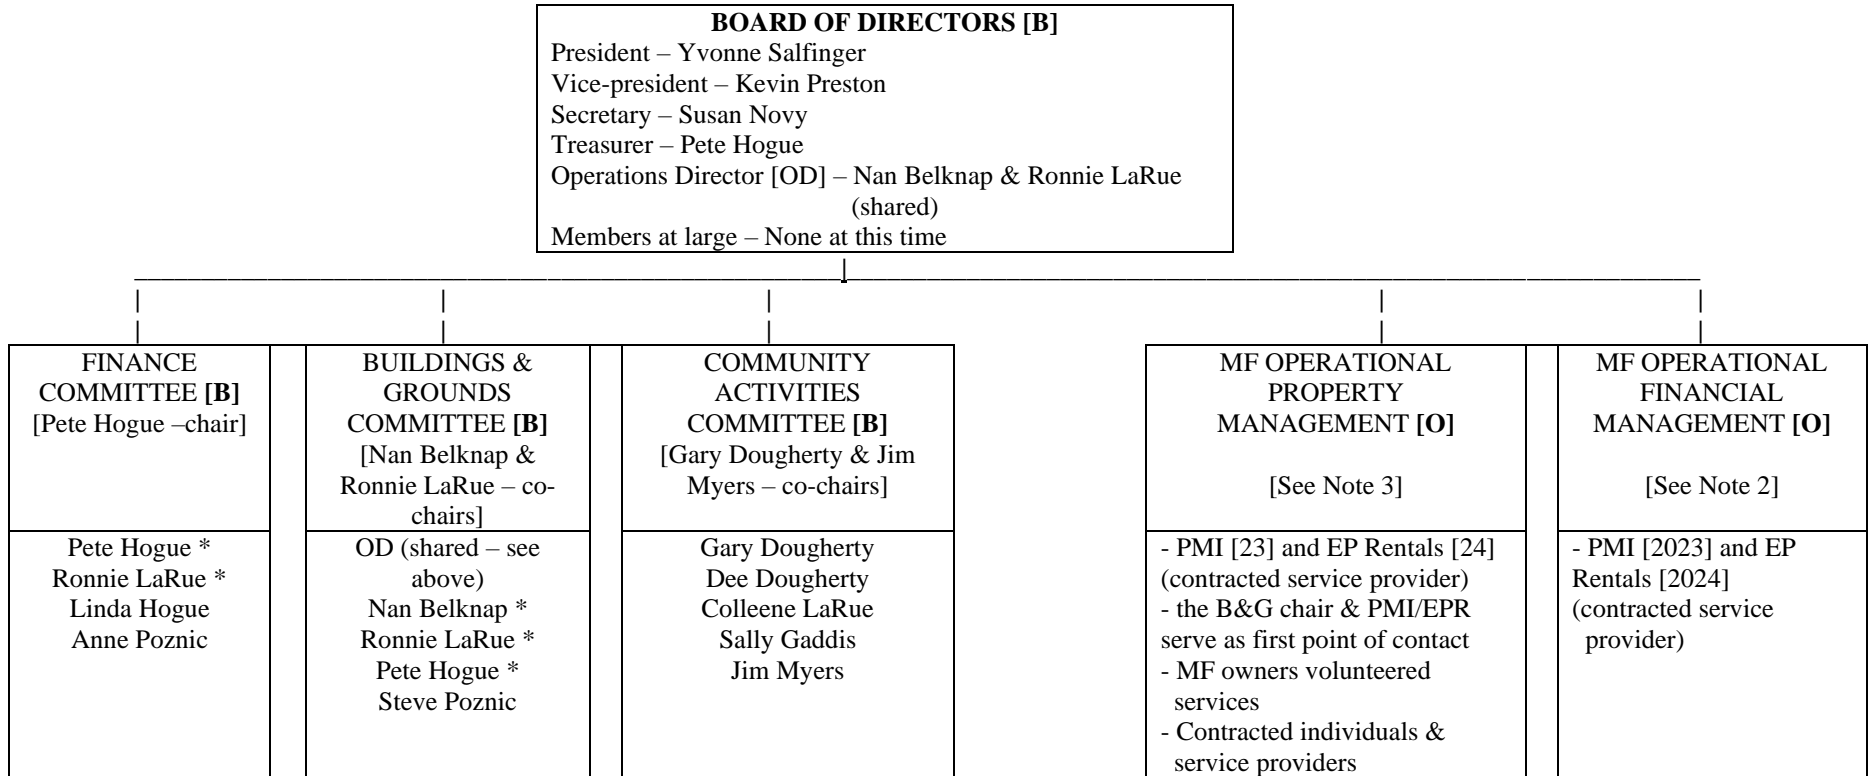 BOARD OF DIRECTORS [B]
President – Yvonne Salfinger
Vice-president – Kevin Preston
Secretary – Susan Novy
Treasurer – Pete Hogue
Operations Director [OD] – Nan Belknap & Ronnie LaRue
(shared)
Members at large – None at this time
FINANCE
COMMITTEE [B]
[Pete Hogue –chair]
Pete Hogue *
Ronnie LaRue *
Linda Hogue
Anne Poznic
BUILDINGS &
GROUNDS
COMMITTEE [B]
[Nan Belknap &
Ronnie LaRue – co-
chairs]
OD (shared – see
above)
Nan Belknap *
Ronnie LaRue *
Pete Hogue *
Steve Poznic
COMMUNITY
ACTIVITIES
COMMITTEE [B]
[Gary Dougherty & Jim
Myers – co-chairs]
Gary Dougherty
Dee Dougherty
Colleene LaRue
Sally Gaddis
Jim Myers
MF OPERATIONAL
PROPERTY
MANAGEMENT [O]
[See Note 3]
- PMI [23] and EP Rentals [24]
(contracted service provider)
- the B&G chair & PMI/EPR
serve as first point of contact
- MF owners volunteered
services
- Contracted individuals &
service providers
MF OPERATIONAL
FINANCIAL
MANAGEMENT [O]
[See Note 2]
- PMI [2023] and EP
Rentals [2024]
(contracted service
provider)